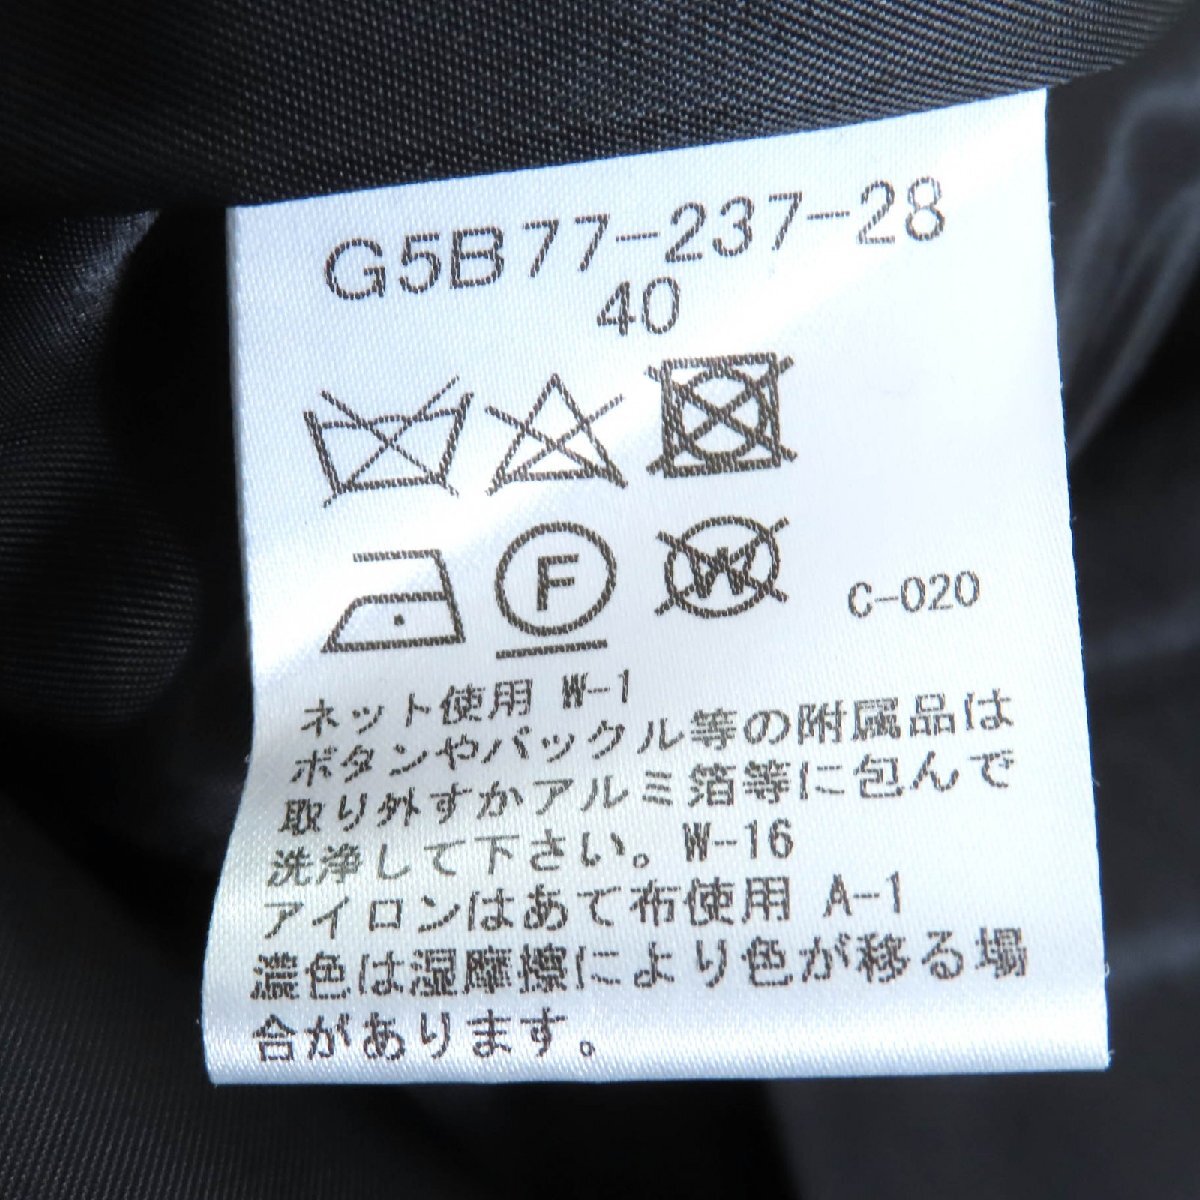 G5B77-237-28
40
F
W
C-020
ネット使用 W-1
ボタンやバックル等の附属品は
取り外すかアルミ箔等に包んで
洗浄して下さい。W-16
アイロンはあて布使用 A-1
濃色は湿摩擦により色が移る場
合があります。